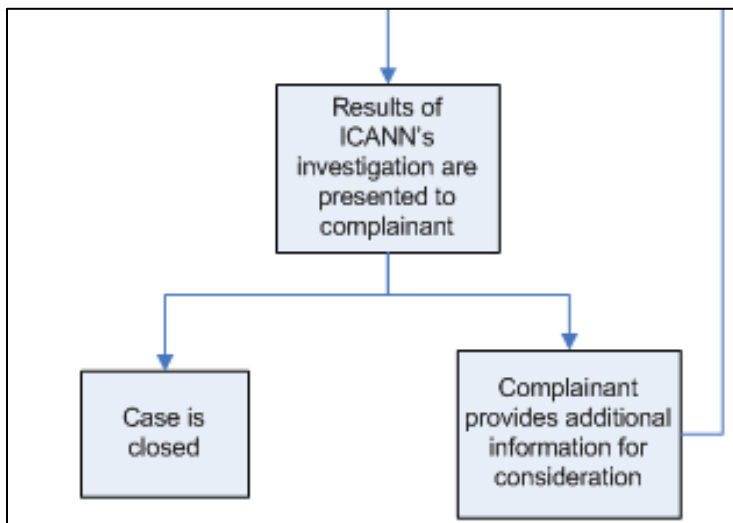 Results of
ICANN's
investigation are
presented to
complainant
Case is
closed
Complainant
provides additional
information for
consideration